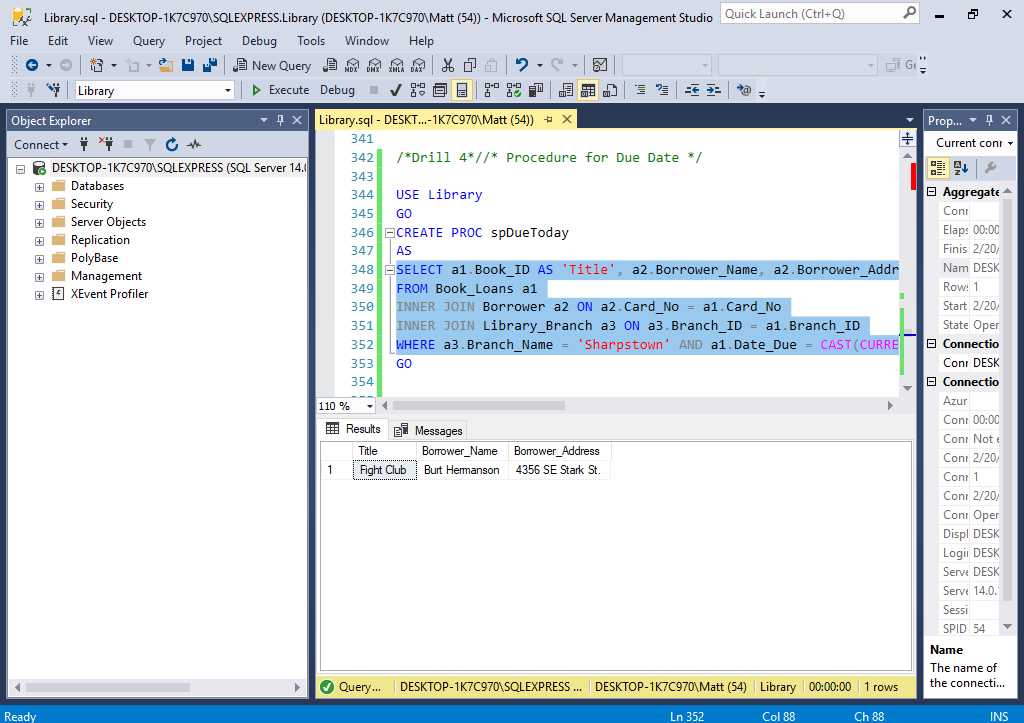 Library.sql - DESKTOP-1K7C970\SQLEXPRESS.Library (DESKTOP-1K7C970\Matt (54)) - Microsoft SQL Server Management Studio
Quick Launch (Ctrl+Q)
File Edit View Query Project Debug Tools Window Help
New Query MDX DMX XMLA DAX
Library Execute Debug
Object Explorer
Connect
DESKTOP-1K7C970\SQLEXPRESS (SQL Server 14.0
Databases
Security
Server Objects
Replication
PolyBase
Management
XEvent Profiler
Library.sql - DESKT...-1K7C970\Matt (54))
341
342 /*Drill 4*//* Procedure for Due Date */
343
344 USE Library
345 GO
346 CREATE PROC spDueToday
347 AS
348 SELECT a1.Book_ID AS 'Title', a2.Borrower_Name, a2.Borrower_Addr
349 FROM Book_Loans a1
350 INNER JOIN Borrower a2 ON a2.Card_No = a1.Card_No
351 INNER JOIN Library_Branch a3 ON a3.Branch_ID = a1.Branch_ID
352 WHERE a3.Branch_Name = 'Sharpstown' AND a1.Date_Due = CAST(CURRE
353 GO
354
110 %
Results Messages
Title Borrower_Name Borrower_Address
1 Fight Club Burt Hermanson 4356 SE Stark St.
Query... DESKTOP-1K7C970\SQLEXPRESS ... DESKTOP-1K7C970\Matt (54) Library 00:00:00 1 rows
Prop...
Current conr
Aggregate
Conr
Elaps 00:00
Finis 2/20/
Nam DESK
Row: 1
Start 2/20/
State Oper
Connectio
Conr DESK
Connectio
Azur
Conr 00:00
Conr Not e
Conr 2/20/
Conr 1
Conr 2/20/
Conr Oper
Displ DESK
Logir DESK
Serve DESK
Serve 14.0.
Sessi
SPID 54
Name
The name of
the connecti...
Ready Ln 352 Col 88 Ch 88 INS